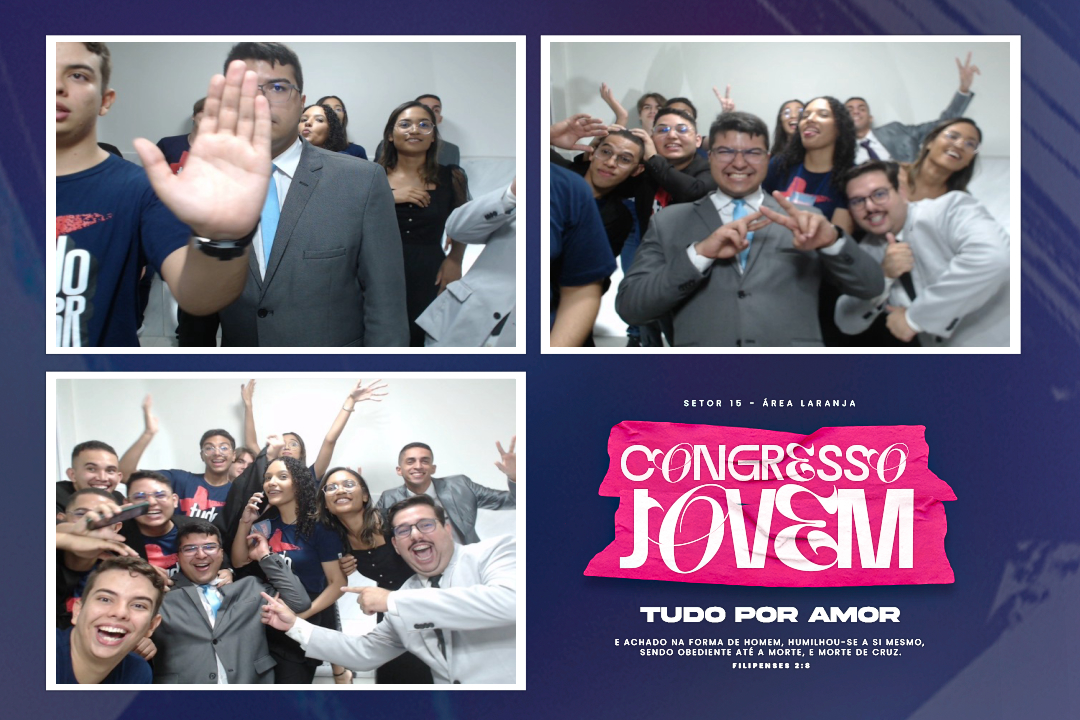 SETOR 15 - ÁREA LARANJA
CONGRESSO
JOVEM
TUDO POR AMOR
E ACHADO NA FORMA DE HOMEM, HUMILHOU-SE A SI MESMO,
SENDO OBEDIENTE ATÉ A MORTE, E MORTE DE CRUZ.
FILIPENSES 2:8
tudo